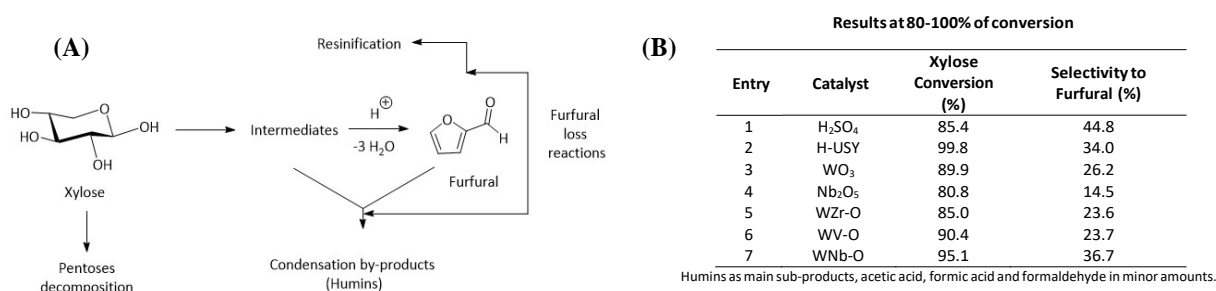 (A)
Resinification
HO
O
HO
OH
OH
Xylose
Intermediates
H⊕
-3 H₂O
O
O
H
Furfural
Furfural
loss
reactions
Pentoses
decomposition
Condensation by-products
(Humins)
(B)
Results at 80-100% of conversion
Entry Catalyst Xylose Conversion (%) Selectivity to Furfural (%)
1 H₂SO₄ 85.4 44.8
2 H-USY 99.8 34.0
3 WO₃ 89.9 26.2
4 Nb₂O₅ 80.8 14.5
5 WZr-O 85.0 23.6
6 WV-O 90.4 23.7
7 WNb-O 95.1 36.7
Humins as main sub-products, acetic acid, formic acid and formaldehyde in minor amounts.